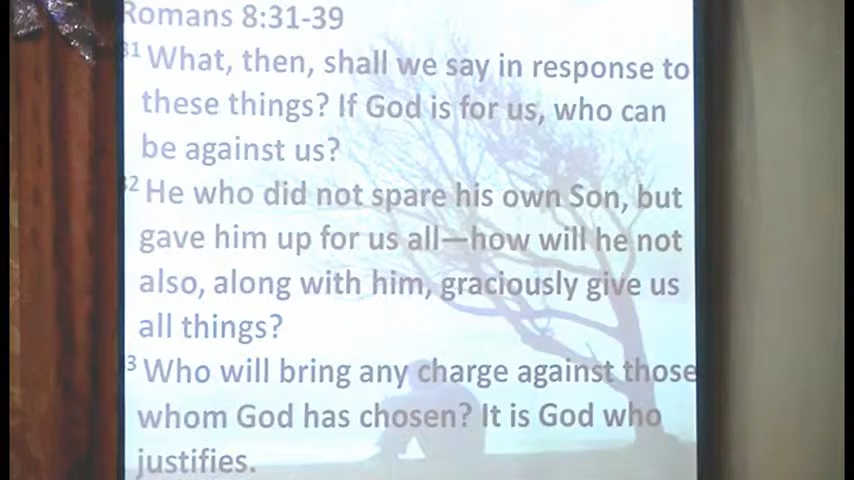 Romans 8:31-39
31 What, then, shall we say in response to
these things? If God is for us, who can
be against us?
32 He who did not spare his own Son, but
gave him up for us all—how will he not
also, along with him, graciously give us
all things?
3 Who will bring any charge against those
whom God has chosen? It is God who
justifies.